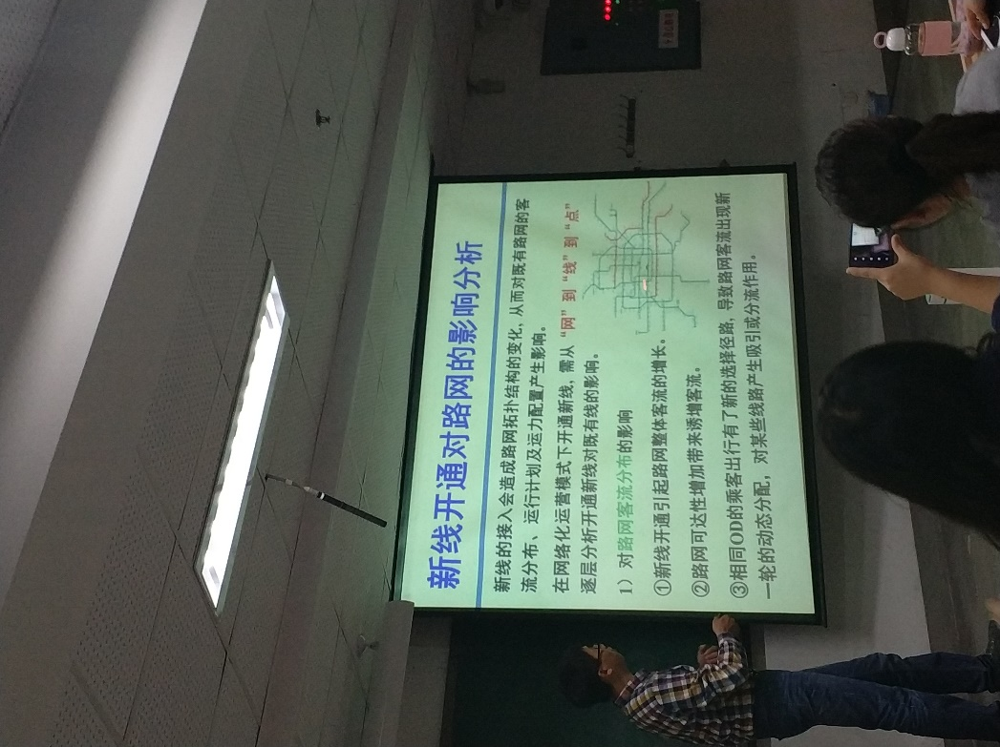 新线开通对路网的影响分析
新线的接入会造成路网拓扑结构的变化，从而对既有路网的客
流分布、运行计划及运力配置产生影响。
在网络化运营模式下开通新线，需从“网”到“线”到“点”
逐层分析开通新线对既有线的影响。
1）对路网客流分布的影响
①新线开通引起路网整体客流的增长。
②路网可达性增加带来诱增客流。
③相同OD的乘客出行有了新的选择径路，导致路网客流出现新
一轮的动态分配，对某些线路产生吸引或分流作用。